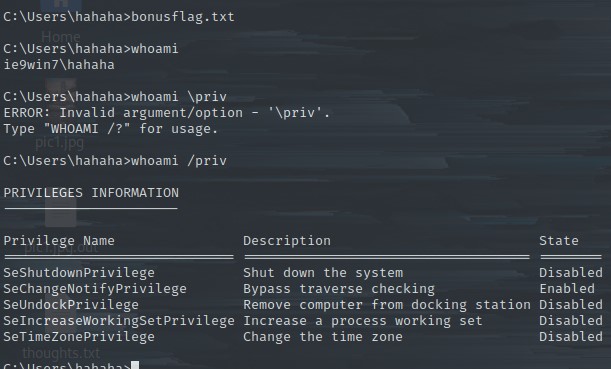 C:\Users\hahaha>bonusflag.txt
Home
C:\Users\hahaha>whoami
ie9win7\hahaha
C:\Users\hahaha>whoami \priv
ERROR: Invalid argument/option - '\priv'.
Type "WHOAMI /?" for usage.
pic1.jpg
C:\Users\hahaha>whoami /priv
PRIVILEGES INFORMATION
Privilege Name Description State
SeShutdownPrivilege Shut down the system Disabled
SeChangeNotifyPrivilege Bypass traverse checking Enabled
SeUndockPrivilege Remove computer from docking station Disabled
SeIncreaseWorkingSetPrivilege Increase a process working set Disabled
SeTimeZonePrivilege Change the time zone Disabled
thoughts.txt
C:\Users\hahaha>